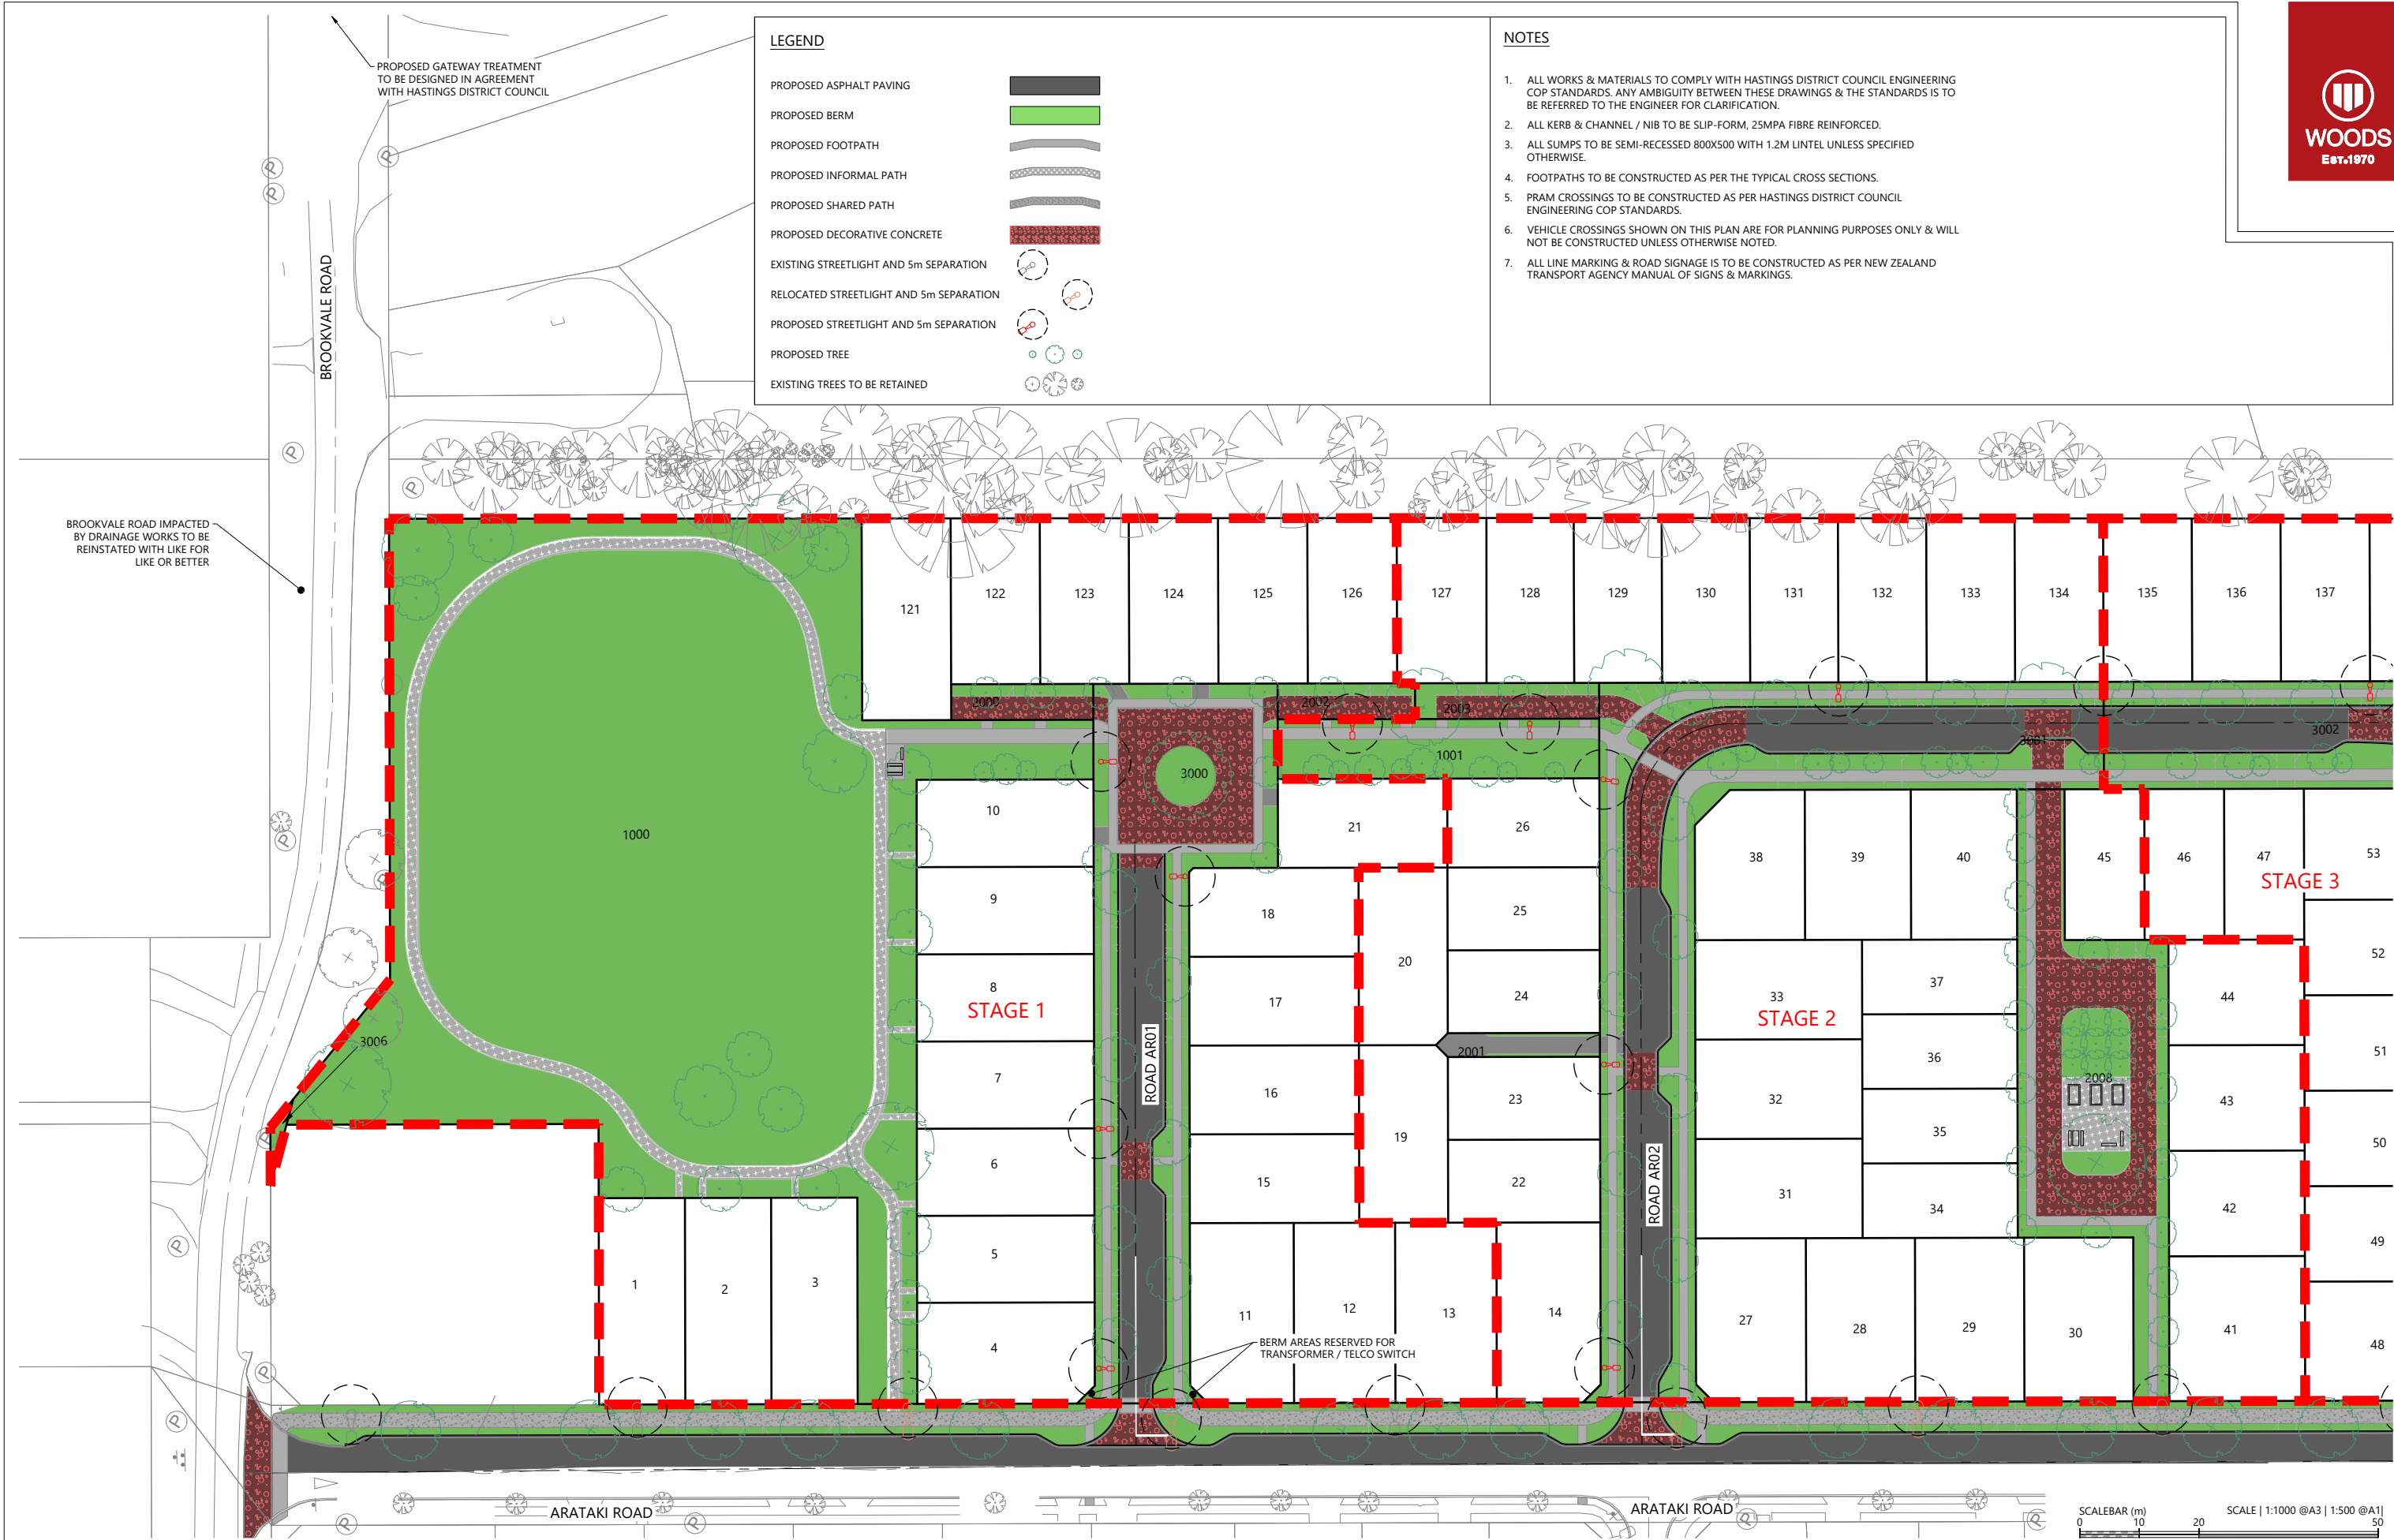 PROPOSED GATEWAY TREATMENT
TO BE DESIGNED IN AGREEMENT
WITH HASTINGS DISTRICT COUNCIL
LEGEND
PROPOSED ASPHALT PAVING
PROPOSED BERM
PROPOSED FOOTPATH
PROPOSED INFORMAL PATH
PROPOSED SHARED PATH
PROPOSED DECORATIVE CONCRETE
EXISTING STREETLIGHT AND 5m SEPARATION
RELOCATED STREETLIGHT AND 5m SEPARATION
PROPOSED STREETLIGHT AND 5m SEPARATION
PROPOSED TREE
EXISTING TREES TO BE RETAINED
NOTES
1. ALL WORKS & MATERIALS TO COMPLY WITH HASTINGS DISTRICT COUNCIL ENGINEERING
COP STANDARDS. ANY AMBIGUITY BETWEEN THESE DRAWINGS & THE STANDARDS IS TO
BE REFERRED TO THE ENGINEER FOR CLARIFICATION.
2. ALL KERB & CHANNEL / NIB TO BE SLIP-FORM, 25MPA FIBRE REINFORCED.
3. ALL SUMPS TO BE SEMI-RECESSED 800X500 WITH 1.2M LINTEL UNLESS SPECIFIED
OTHERWISE.
4. FOOTPATHS TO BE CONSTRUCTED AS PER THE TYPICAL CROSS SECTIONS.
5. PRAM CROSSINGS TO BE CONSTRUCTED AS PER HASTINGS DISTRICT COUNCIL
ENGINEERING COP STANDARDS.
6. VEHICLE CROSSINGS SHOWN ON THIS PLAN ARE FOR PLANNING PURPOSES ONLY & WILL
NOT BE CONSTRUCTED UNLESS OTHERWISE NOTED.
7. ALL LINE MARKING & ROAD SIGNAGE IS TO BE CONSTRUCTED AS PER NEW ZEALAND
TRANSPORT AGENCY MANUAL OF SIGNS & MARKINGS.
WOODS
EST.1970
BROOKVALE ROAD
P
P
P
P
P
BROOKVALE ROAD IMPACTED
BY DRAINAGE WORKS TO BE
REINSTATED WITH LIKE FOR
LIKE OR BETTER
121 122 123 124 125 126 127 128 129 130 131 132 133 134 135 136 137
2000 2002 2003
3001 3002
1001
3000
1000
P
P
10 21 26
38 39 40 45 46 47 53
STAGE 3
9 18 25
20 52
8 17 24 33 37 44
STAGE 1 STAGE 2
3006
2001 36 51
7 16 23 32 2008 43
ROAD AR01
P
19 35 50
6 15 22 31 34 42
ROAD AR02
P
5 49
1 2 3 11 12 13 14 27 28 29 30 41
4 48
BERM AREAS RESERVED FOR
TRANSFORMER / TELCO SWITCH
P
P
ARATAKI ROAD
ARATAKI ROAD
P
P
P
P
SCALEBAR (m)
SCALE | 1:1000 @A3 | 1:500 @A1|
0 10 20 50